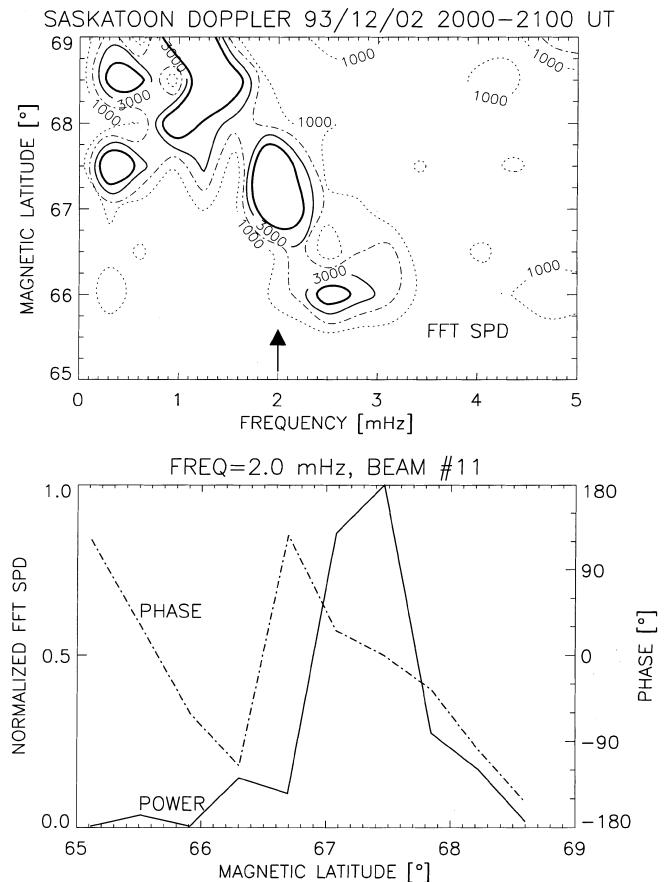 SASKATOON DOPPLER 93/12/02 2000-2100 UT
MAGNETIC LATITUDE [°]
69
68
67
66
65
3000
1000
3000
1000
1000
1000
1000
3000
1000
3000
1000
FFT SPD
0 1 2 3 4 5
FREQUENCY [mHz]
FREQ=2.0 mHz, BEAM #11
NORMALIZED FFT SPD
1.0
0.5
0.0
PHASE
POWER
180
90
0
-90
-180
PHASE [°]
65 66 67 68 69
MAGNETIC LATITUDE [°]